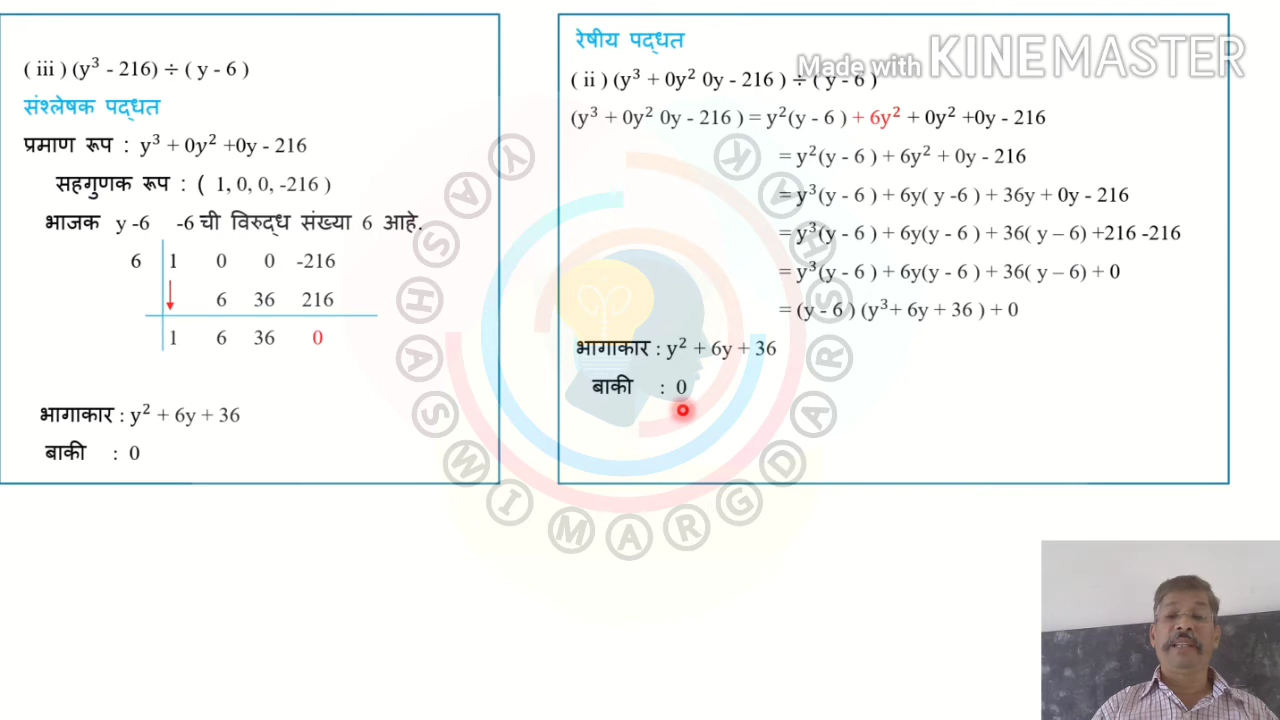 ( iii ) (y³ - 216) ÷ ( y - 6 )
संश्लेषक पद्धत
प्रमाण रूप : y³ + 0y² +0y - 216
सहगुणक रूप : ( 1, 0, 0, -216 )
भाजक y -6 -6 ची विरुद्ध संख्या 6 आहे.
6 1 0 0 -216
6 36 216
1 6 36 0
भागाकार : y² + 6y + 36
बाकी : 0
रेषीय पद्धत
( ii ) (y³ + 0y² 0y - 216 ) ÷ ( y - 6 )
(y³ + 0y² 0y - 216 ) = y²(y - 6 ) + 6y² + 0y² +0y - 216
= y²(y - 6 ) + 6y² + 0y - 216
= y³(y - 6 ) + 6y( y -6 ) + 36y + 0y - 216
= y³(y - 6 ) + 6y(y - 6 ) + 36( y – 6) +216 -216
= y³(y - 6 ) + 6y(y - 6 ) + 36( y – 6) + 0
= (y - 6 ) (y³+ 6y + 36 ) + 0
भागाकार : y² + 6y + 36
बाकी : 0
Made with KINEMASTER
YASHASWI MARGDARSHAK